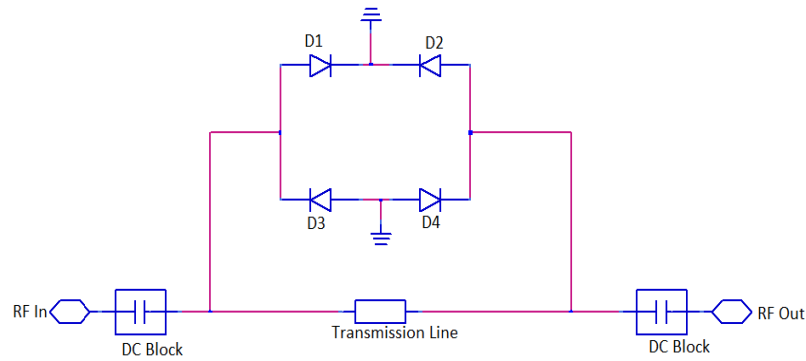 D1
D2
D3
D4
RF In
DC Block
Transmission Line
DC Block
RF Out